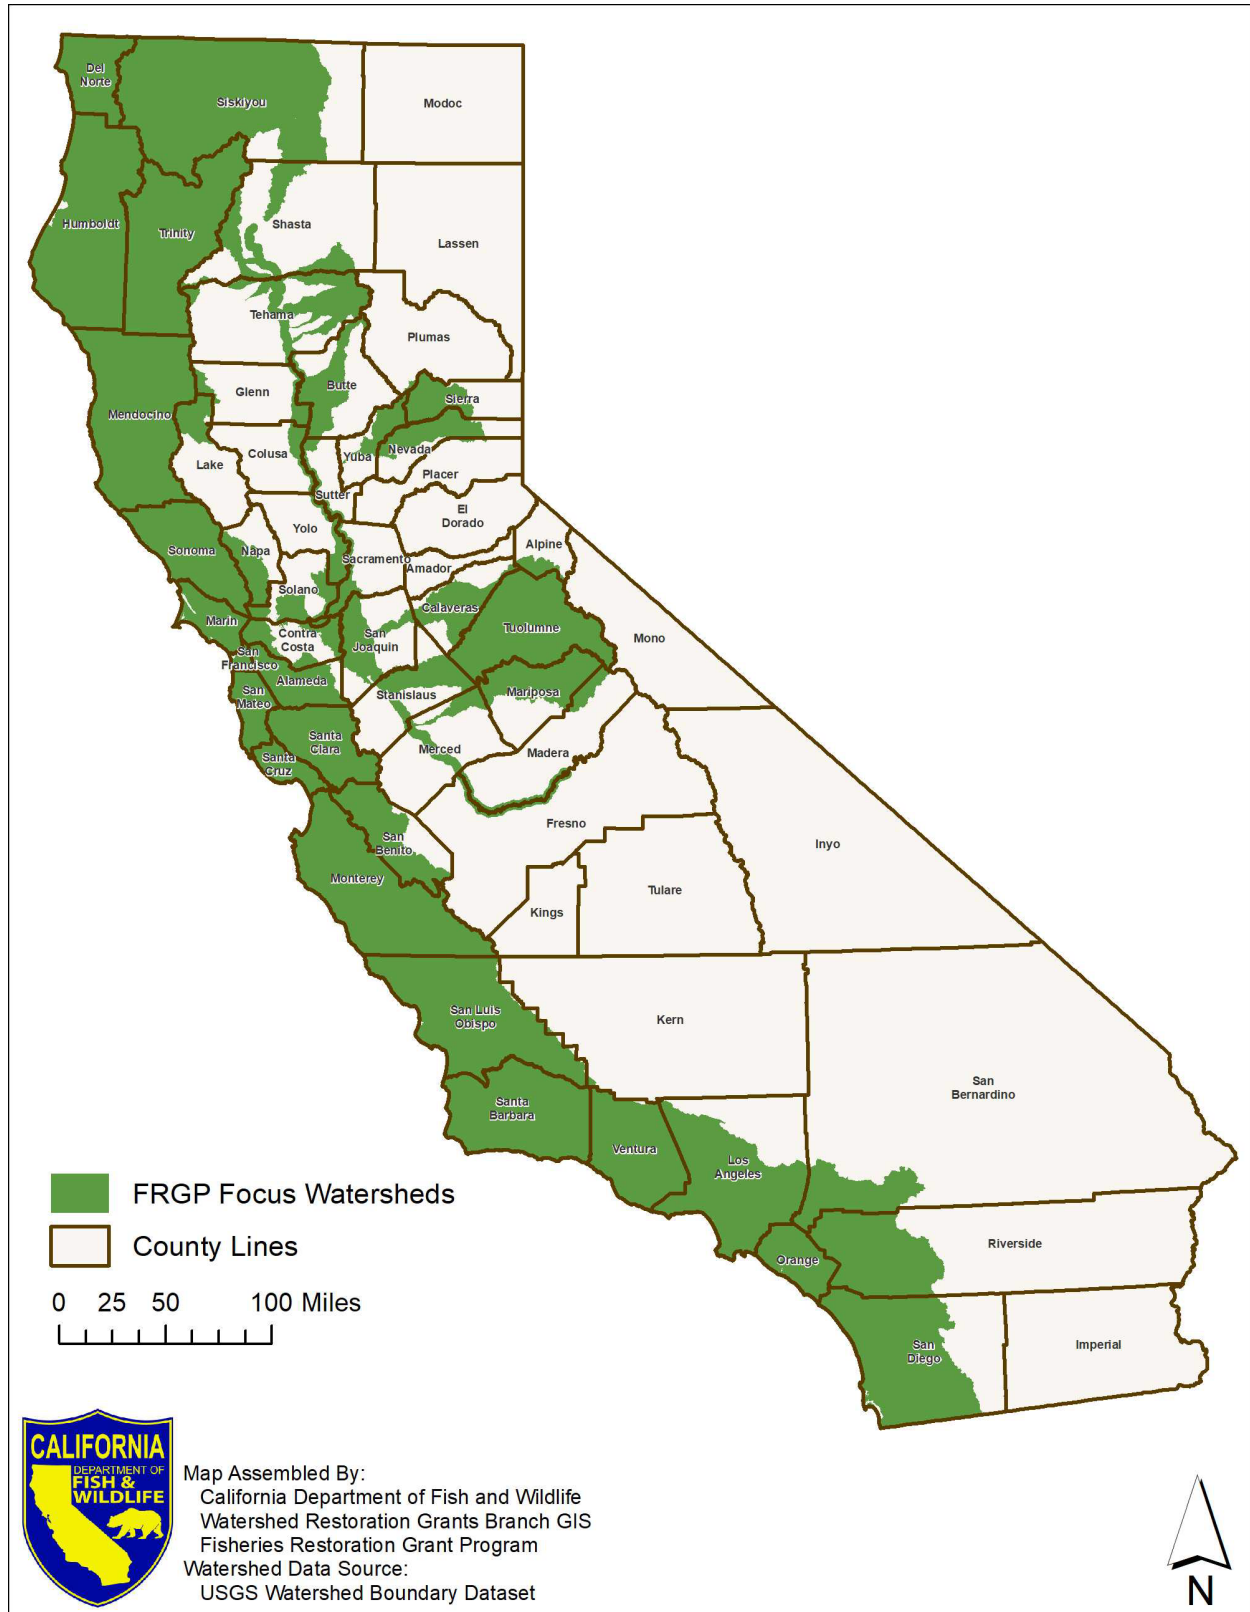 Del
Norte
Siskiyou
Modoc
Humboldt
Trinity
Shasta
Lassen
Tehama
Plumas
Glenn
Butte
Sierra
Mendocino
Lake
Colusa
Yuba
Nevada
Placer
Sutter
El
Dorado
Yolo
Sonoma
Napa
Sacramento
Amador
Alpine
Solano
Calaveras
Marin
Contra
Costa
San
Joaquin
Tuolumne
Mono
San
Francisco
Alameda
San
Mateo
Stanislaus
Mariposa
Santa
Clara
Merced
Madera
Santa
Cruz
Fresno
San
Benito
Inyo
Monterey
Kings
Tulare
San Luis
Obispo
Kern
San
Bernardino
Santa
Barbara
Ventura
Los
Angeles
Orange
Riverside
San
Diego
Imperial
FRGP Focus Watersheds
County Lines
0 25 50 100 Miles
CALIFORNIA
DEPARTMENT OF
FISH &
WILDLIFE
Map Assembled By:
California Department of Fish and Wildlife
Watershed Restoration Grants Branch GIS
Fisheries Restoration Grant Program
Watershed Data Source:
USGS Watershed Boundary Dataset
N